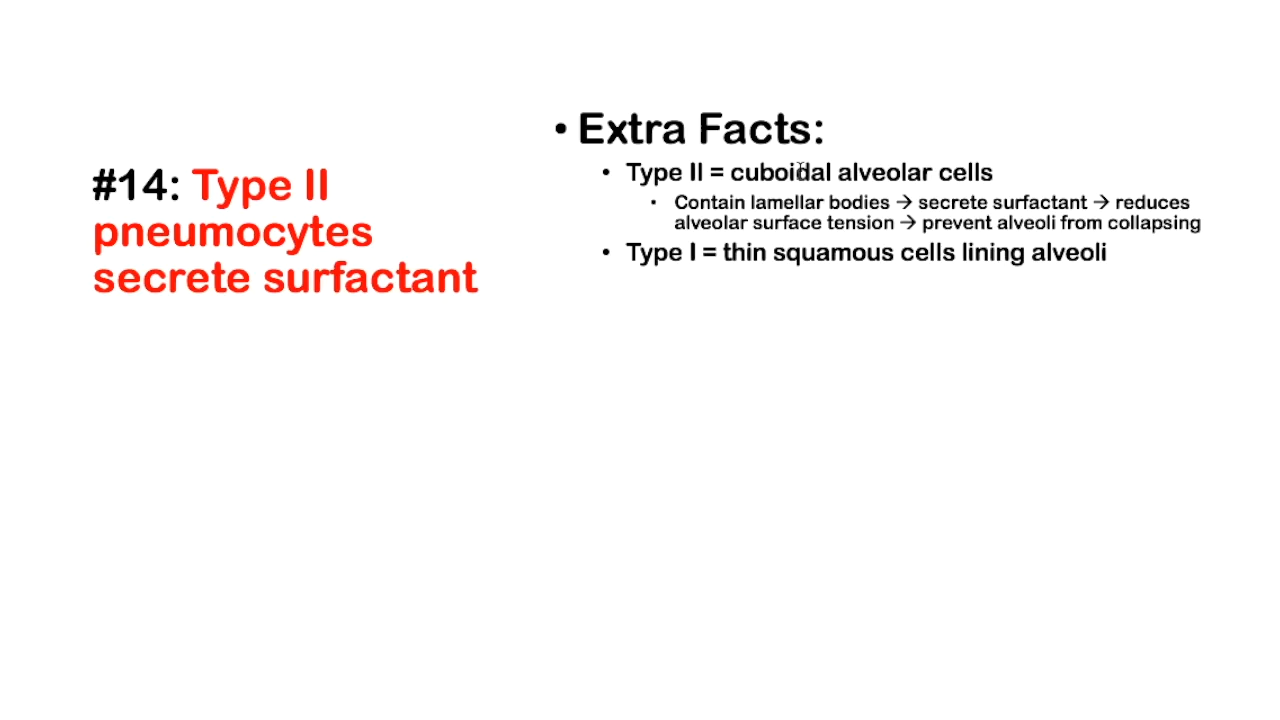 #14: Type II
pneumocytes
secrete surfactant
• Extra Facts:
• Type II = cuboidal alveolar cells
• Contain lamellar bodies → secrete surfactant → reduces
alveolar surface tension → prevent alveoli from collapsing
• Type I = thin squamous cells lining alveoli